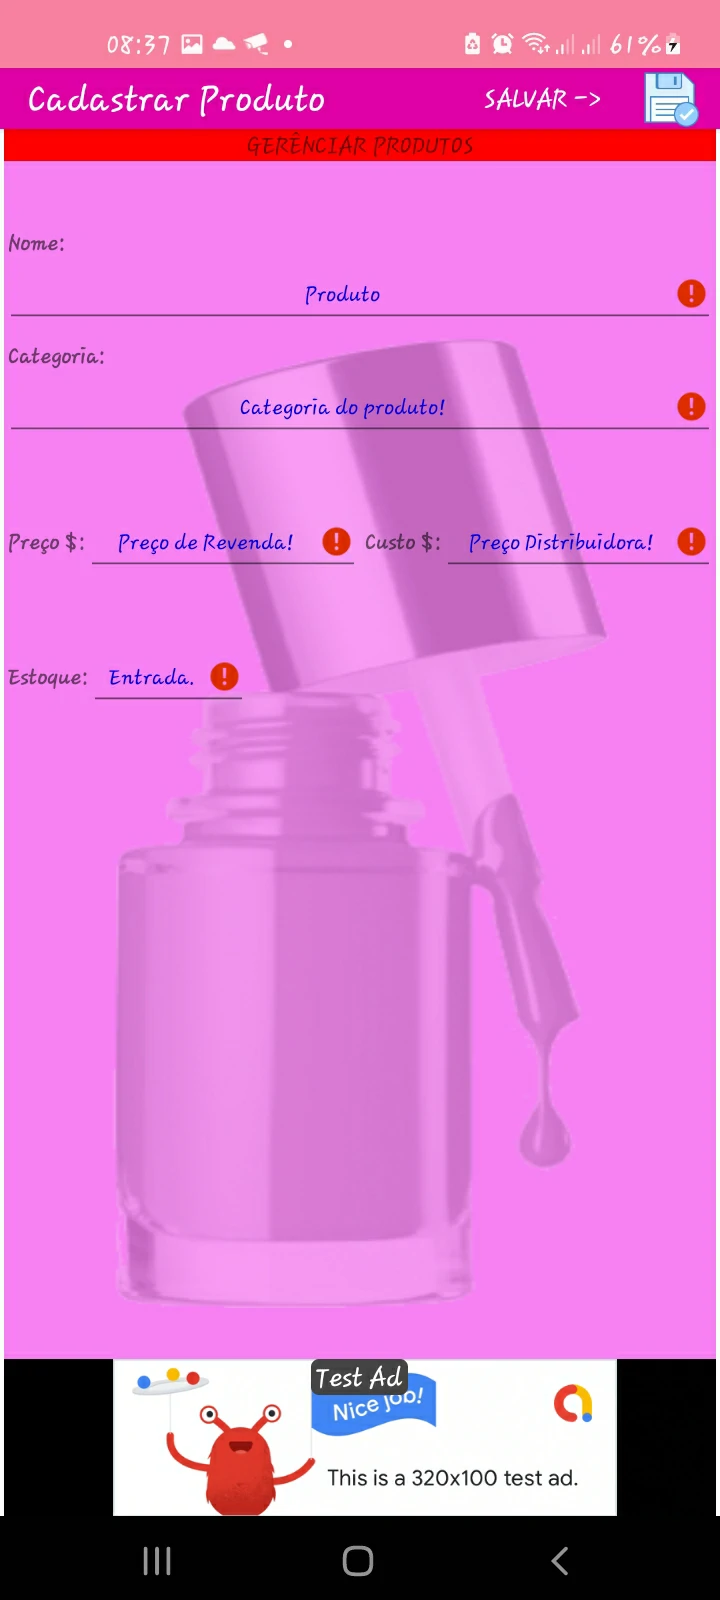 08:37 61%
Cadastrar Produto SALVAR ->
GERÊNCIAR PRODUTOS
Nome:
Produto
Categoria:
Categoria do produto!
Preço $: Preço de Revenda! Custo $: Preço Distribuidora!
Estoque: Entrada.
Test Ad
Nice job!
This is a 320x100 test ad.